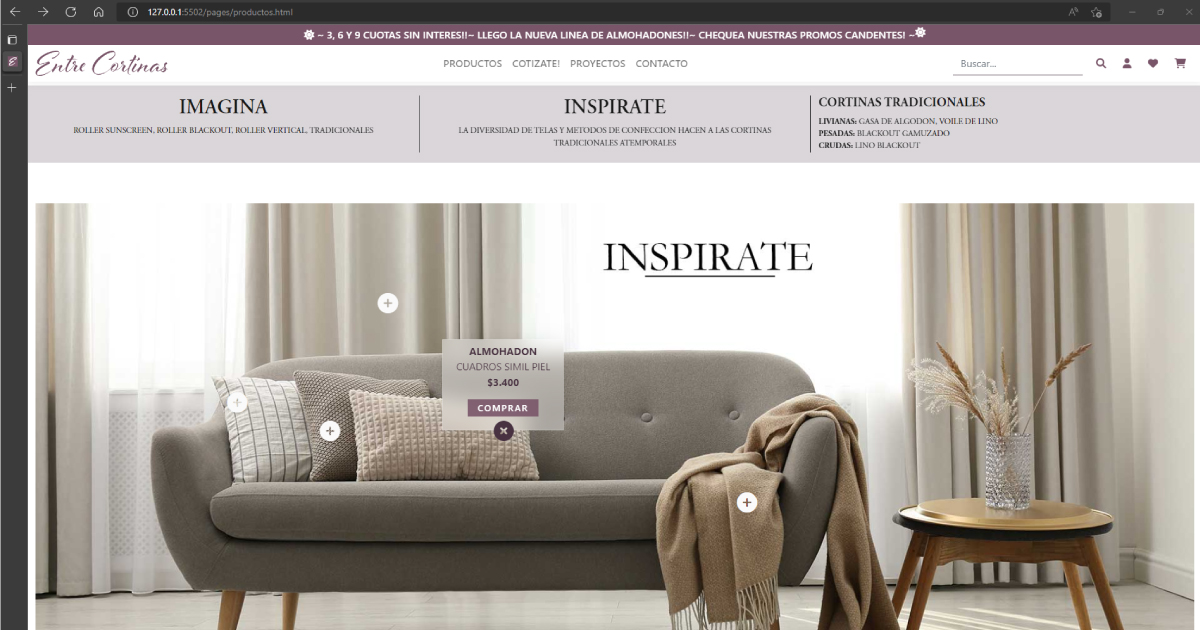 127.0.0.1:5502/pages/productos.html
~ 3, 6 Y 9 CUOTAS SIN INTERES!!~ LLEGO LA NUEVA LINEA DE ALMOHADONES!!~ CHEQUEA NUESTRAS PROMOS CANDENTES! ~
Entre Cortinas
PRODUCTOS COTIZATE! PROYECTOS CONTACTO
Buscar...
IMAGINA
ROLLER SUNSCREEN, ROLLER BLACKOUT, ROLLER VERTICAL, TRADICIONALES
INSPIRATE
LA DIVERSIDAD DE TELAS Y METODOS DE CONFECCION HACEN A LAS CORTINAS
TRADICIONALES ATEMPORALES
CORTINAS TRADICIONALES
LIVIANAS: GASA DE ALGODON, VOILE DE LINO
PESADAS: BLACKOUT GAMUZADO
CRUDAS: LINO BLACKOUT
INSPIRATE
ALMOHADON
CUADROS SIMIL PIEL
$3.400
COMPRAR